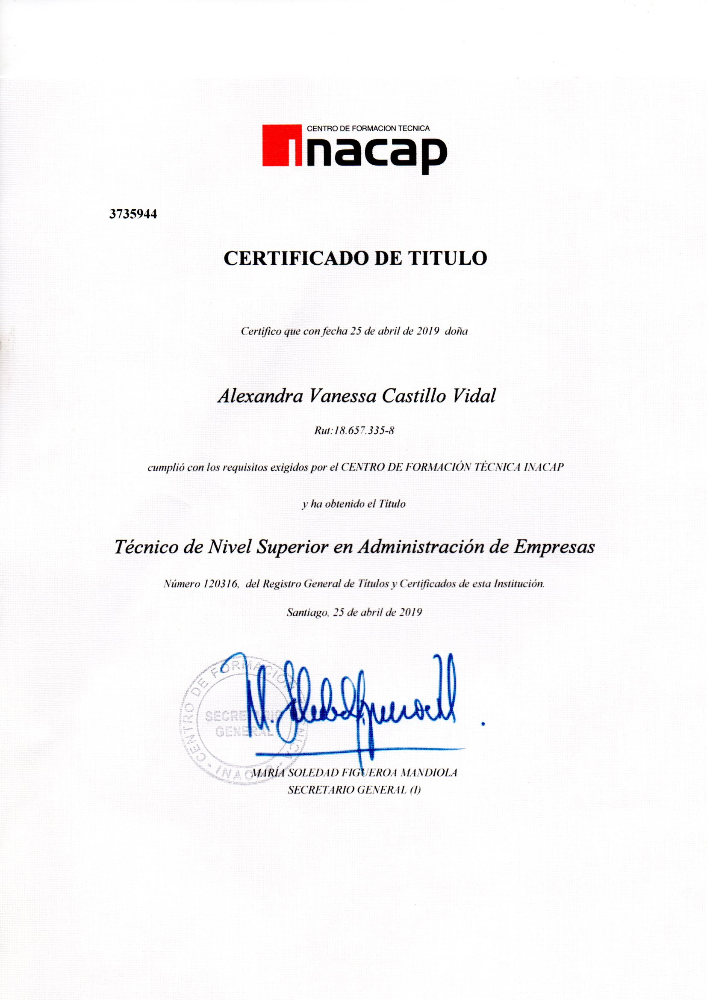 CENTRO DE FORMACION TECNICA
inacap
3735944
CERTIFICADO DE TITULO
Certifico que con fecha 25 de abril de 2019 doña
Alexandra Vanessa Castillo Vidal
Rut:18.657.335-8
cumplió con los requisitos exigidos por el CENTRO DE FORMACIÓN TÉCNICA INACAP
y ha obtenido el Título
Técnico de Nivel Superior en Administración de Empresas
Número 120316, del Registro General de Títulos y Certificados de esta Institución.
Santiago, 25 de abril de 2019
CENTRO DE FORMACION
SECRETARIO
GENERAL
INACAP
MARÍA SOLEDAD FIGUEROA MANDIOLA
SECRETARIO GENERAL (I)